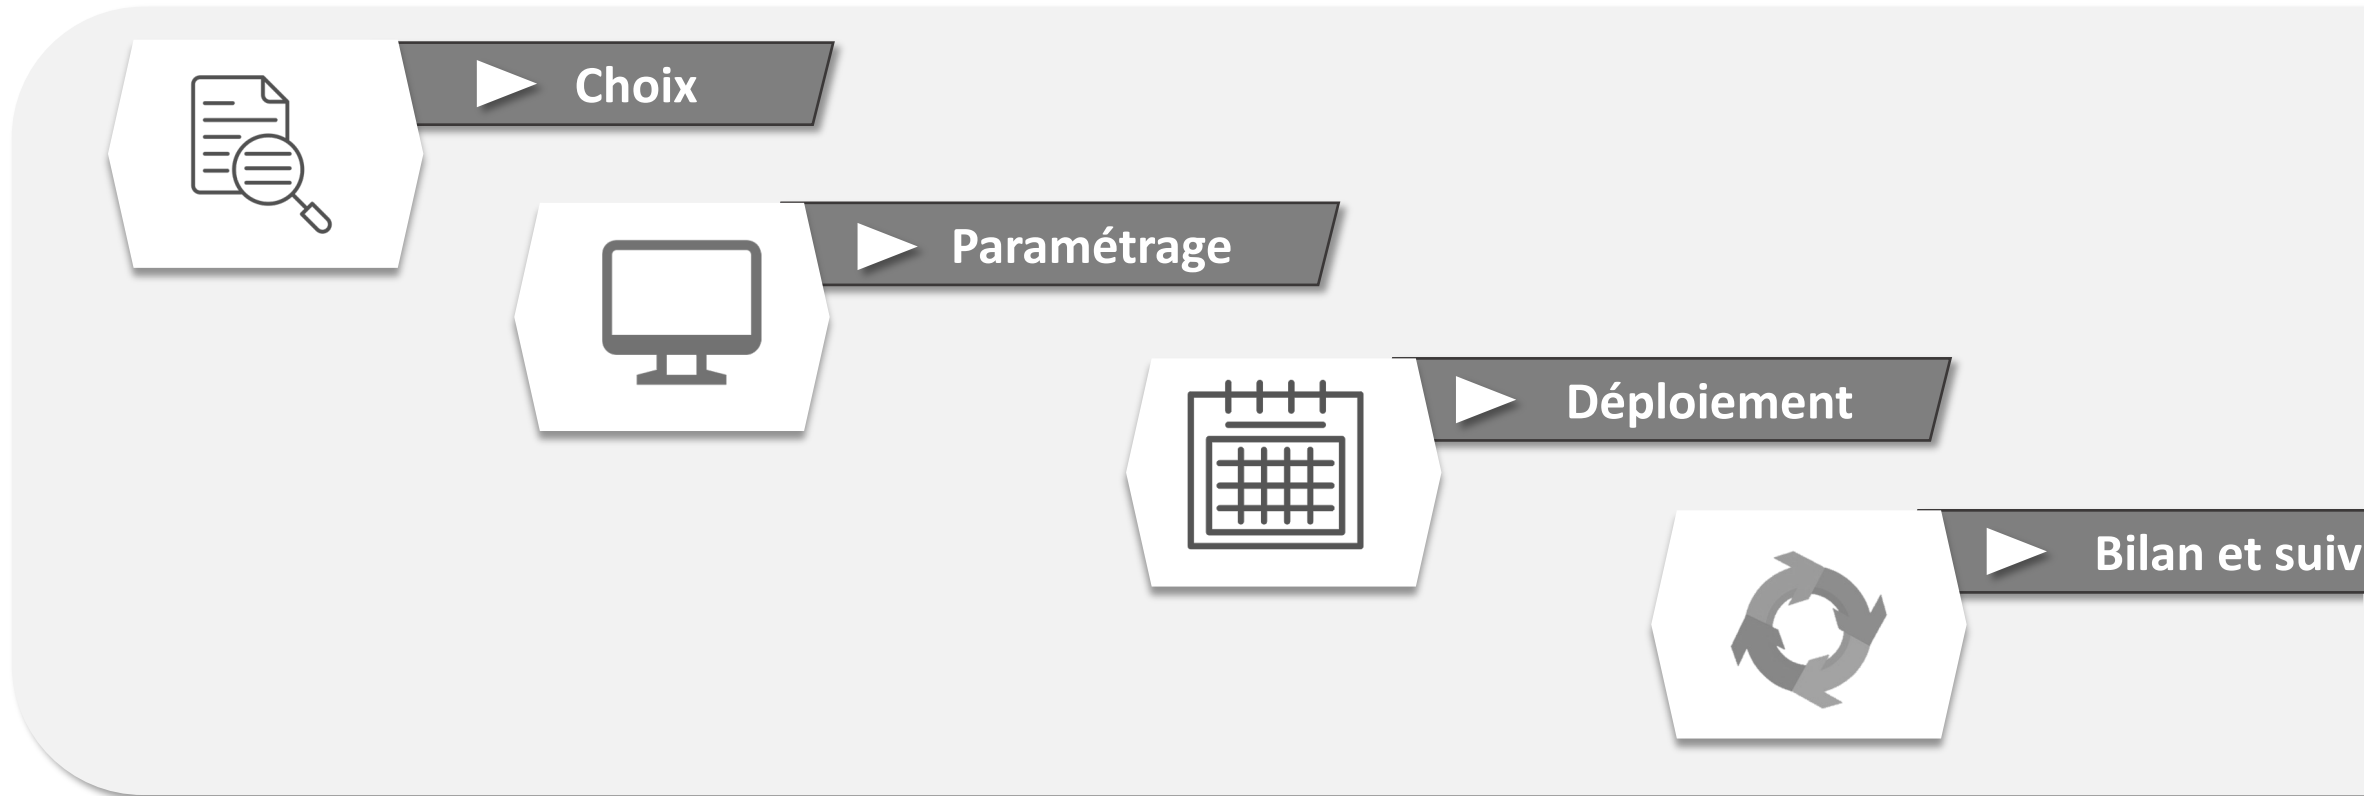 Choix
Paramétrage
Déploiement
Bilan et suiv